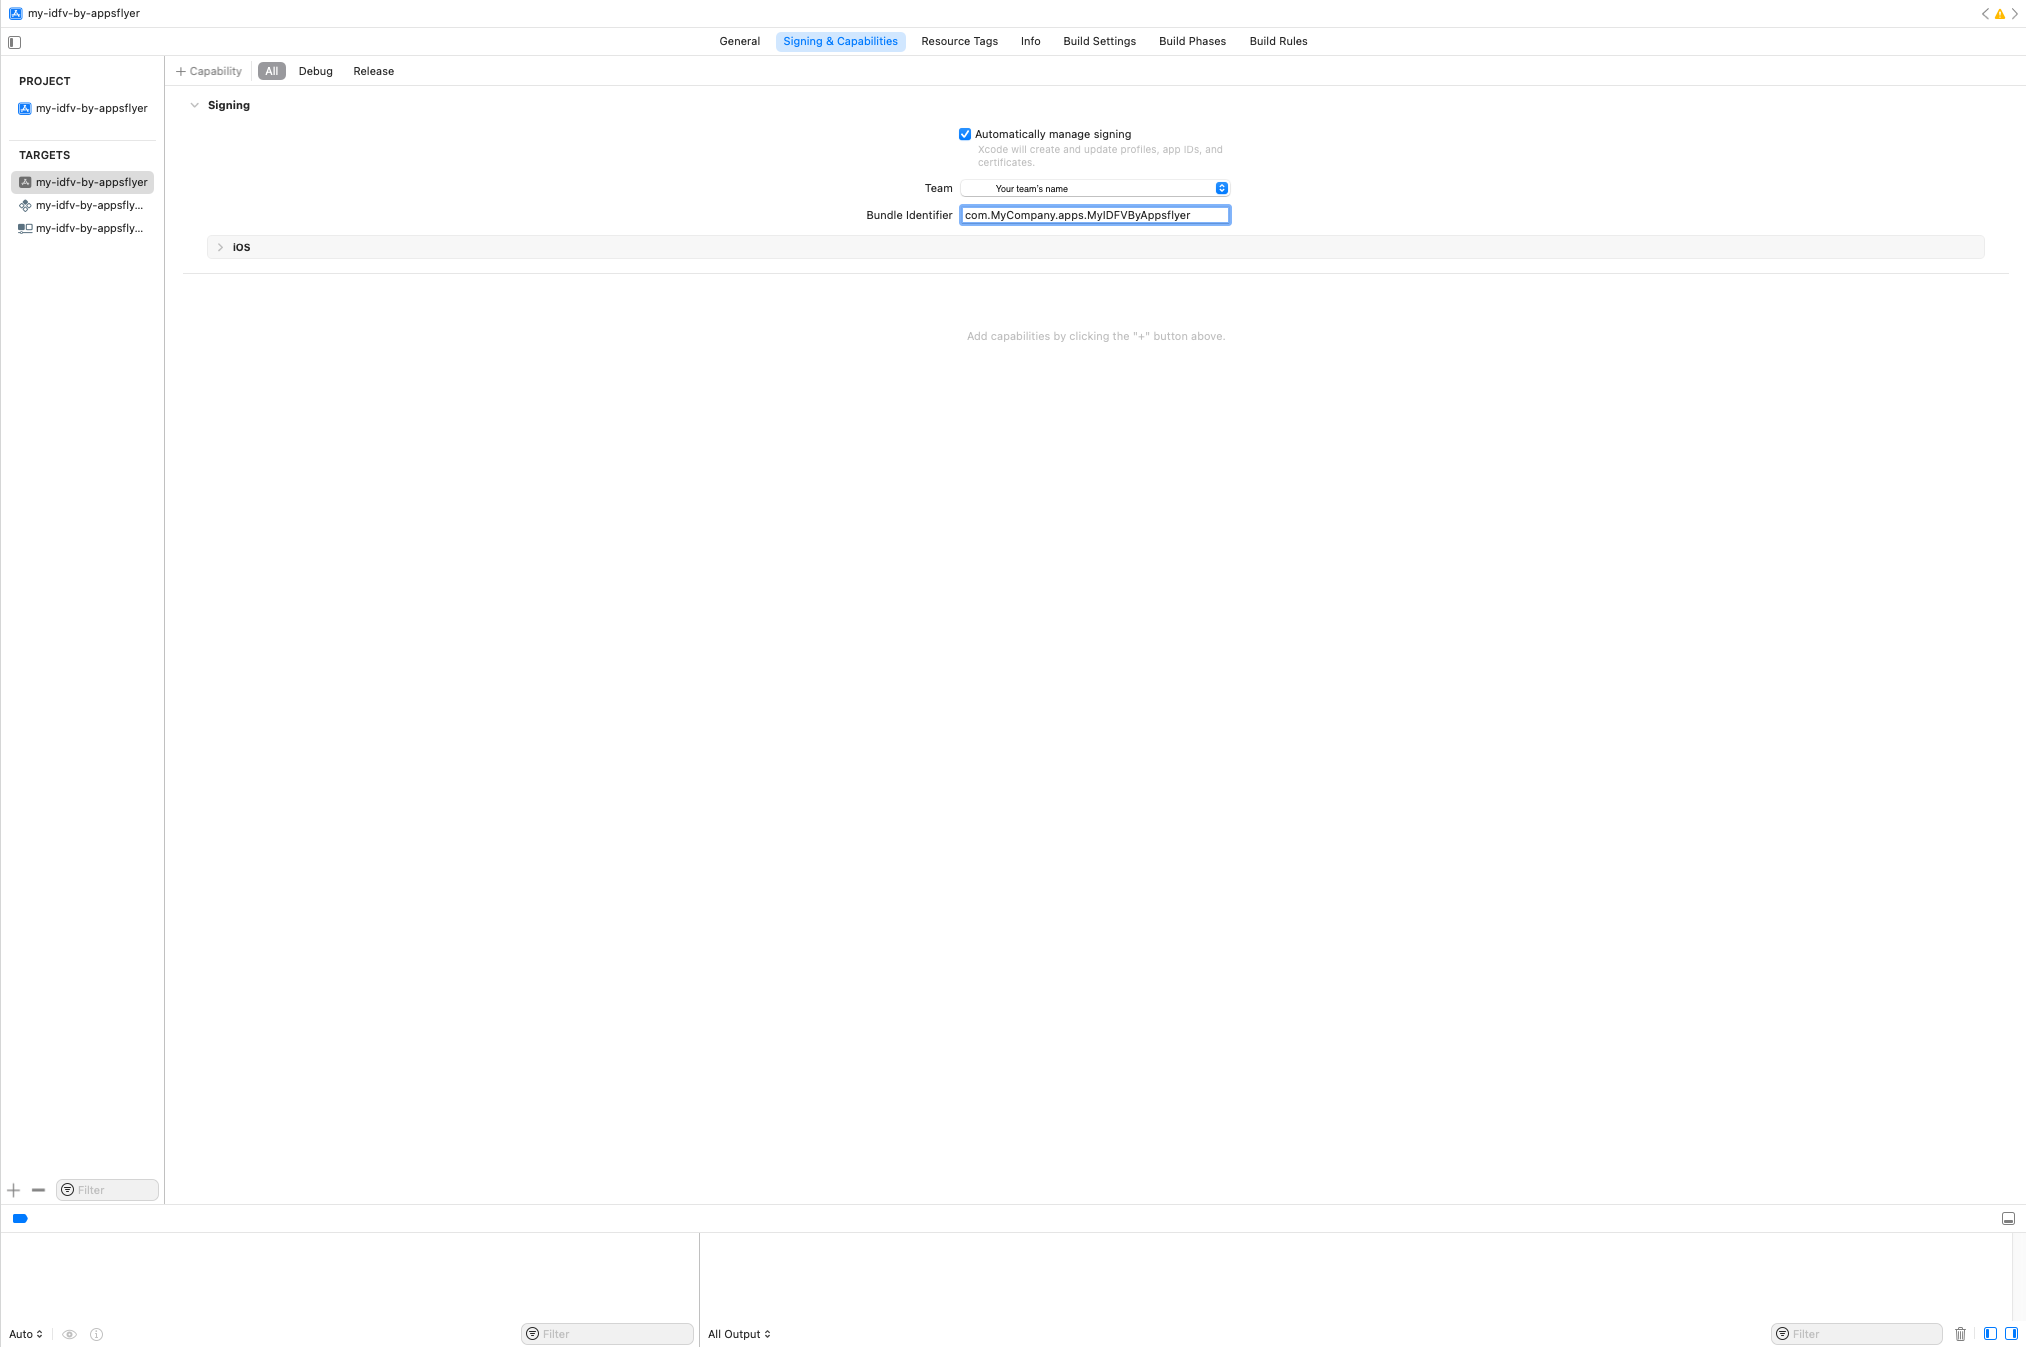 my-idfv-by-appsflyer
General Signing & Capabilities Resource Tags Info Build Settings Build Phases Build Rules
PROJECT
my-idfv-by-appsflyer
TARGETS
my-idfv-by-appsflyer
my-idfv-by-appsfly...
my-idfv-by-appsfly...
+ Capability All Debug Release
Signing
Automatically manage signing
Xcode will create and update profiles, app IDs, and
certificates.
Team Your team's name
Bundle Identifier com.MyCompany.apps.MyIDFVByAppsflyer
iOS
Add capabilities by clicking the "+" button above.
Filter
Auto Filter
All Output Filter